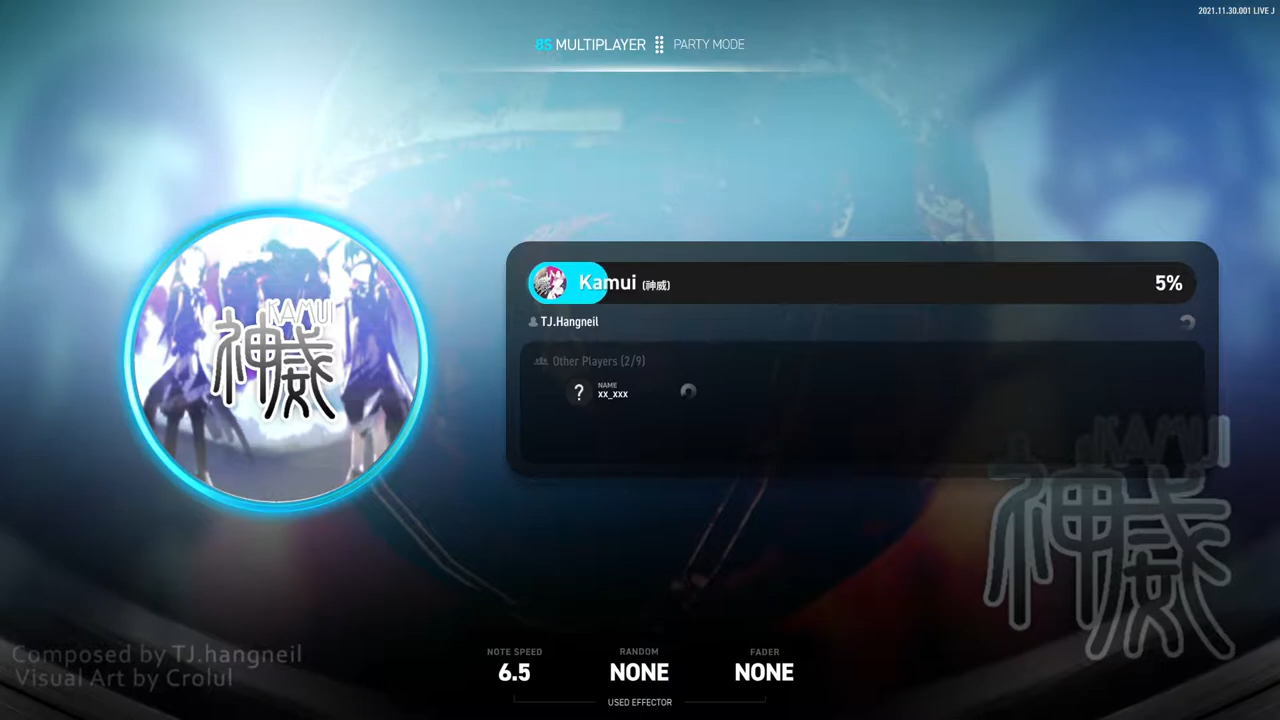 2021.11.30.001 LIVE J
85 MULTIPLAYER PARTY MODE
KAMUI
神威
Kamui (神威) 5%
TJ.Hangneil
Other Players (2/9)
?
NAME
xx_xxx
KAMUI
神威
Composed by TJ.hangneil
Visual Art by Crolul
NOTE SPEED RANDOM FADER
6.5 NONE NONE
USED EFFECTOR